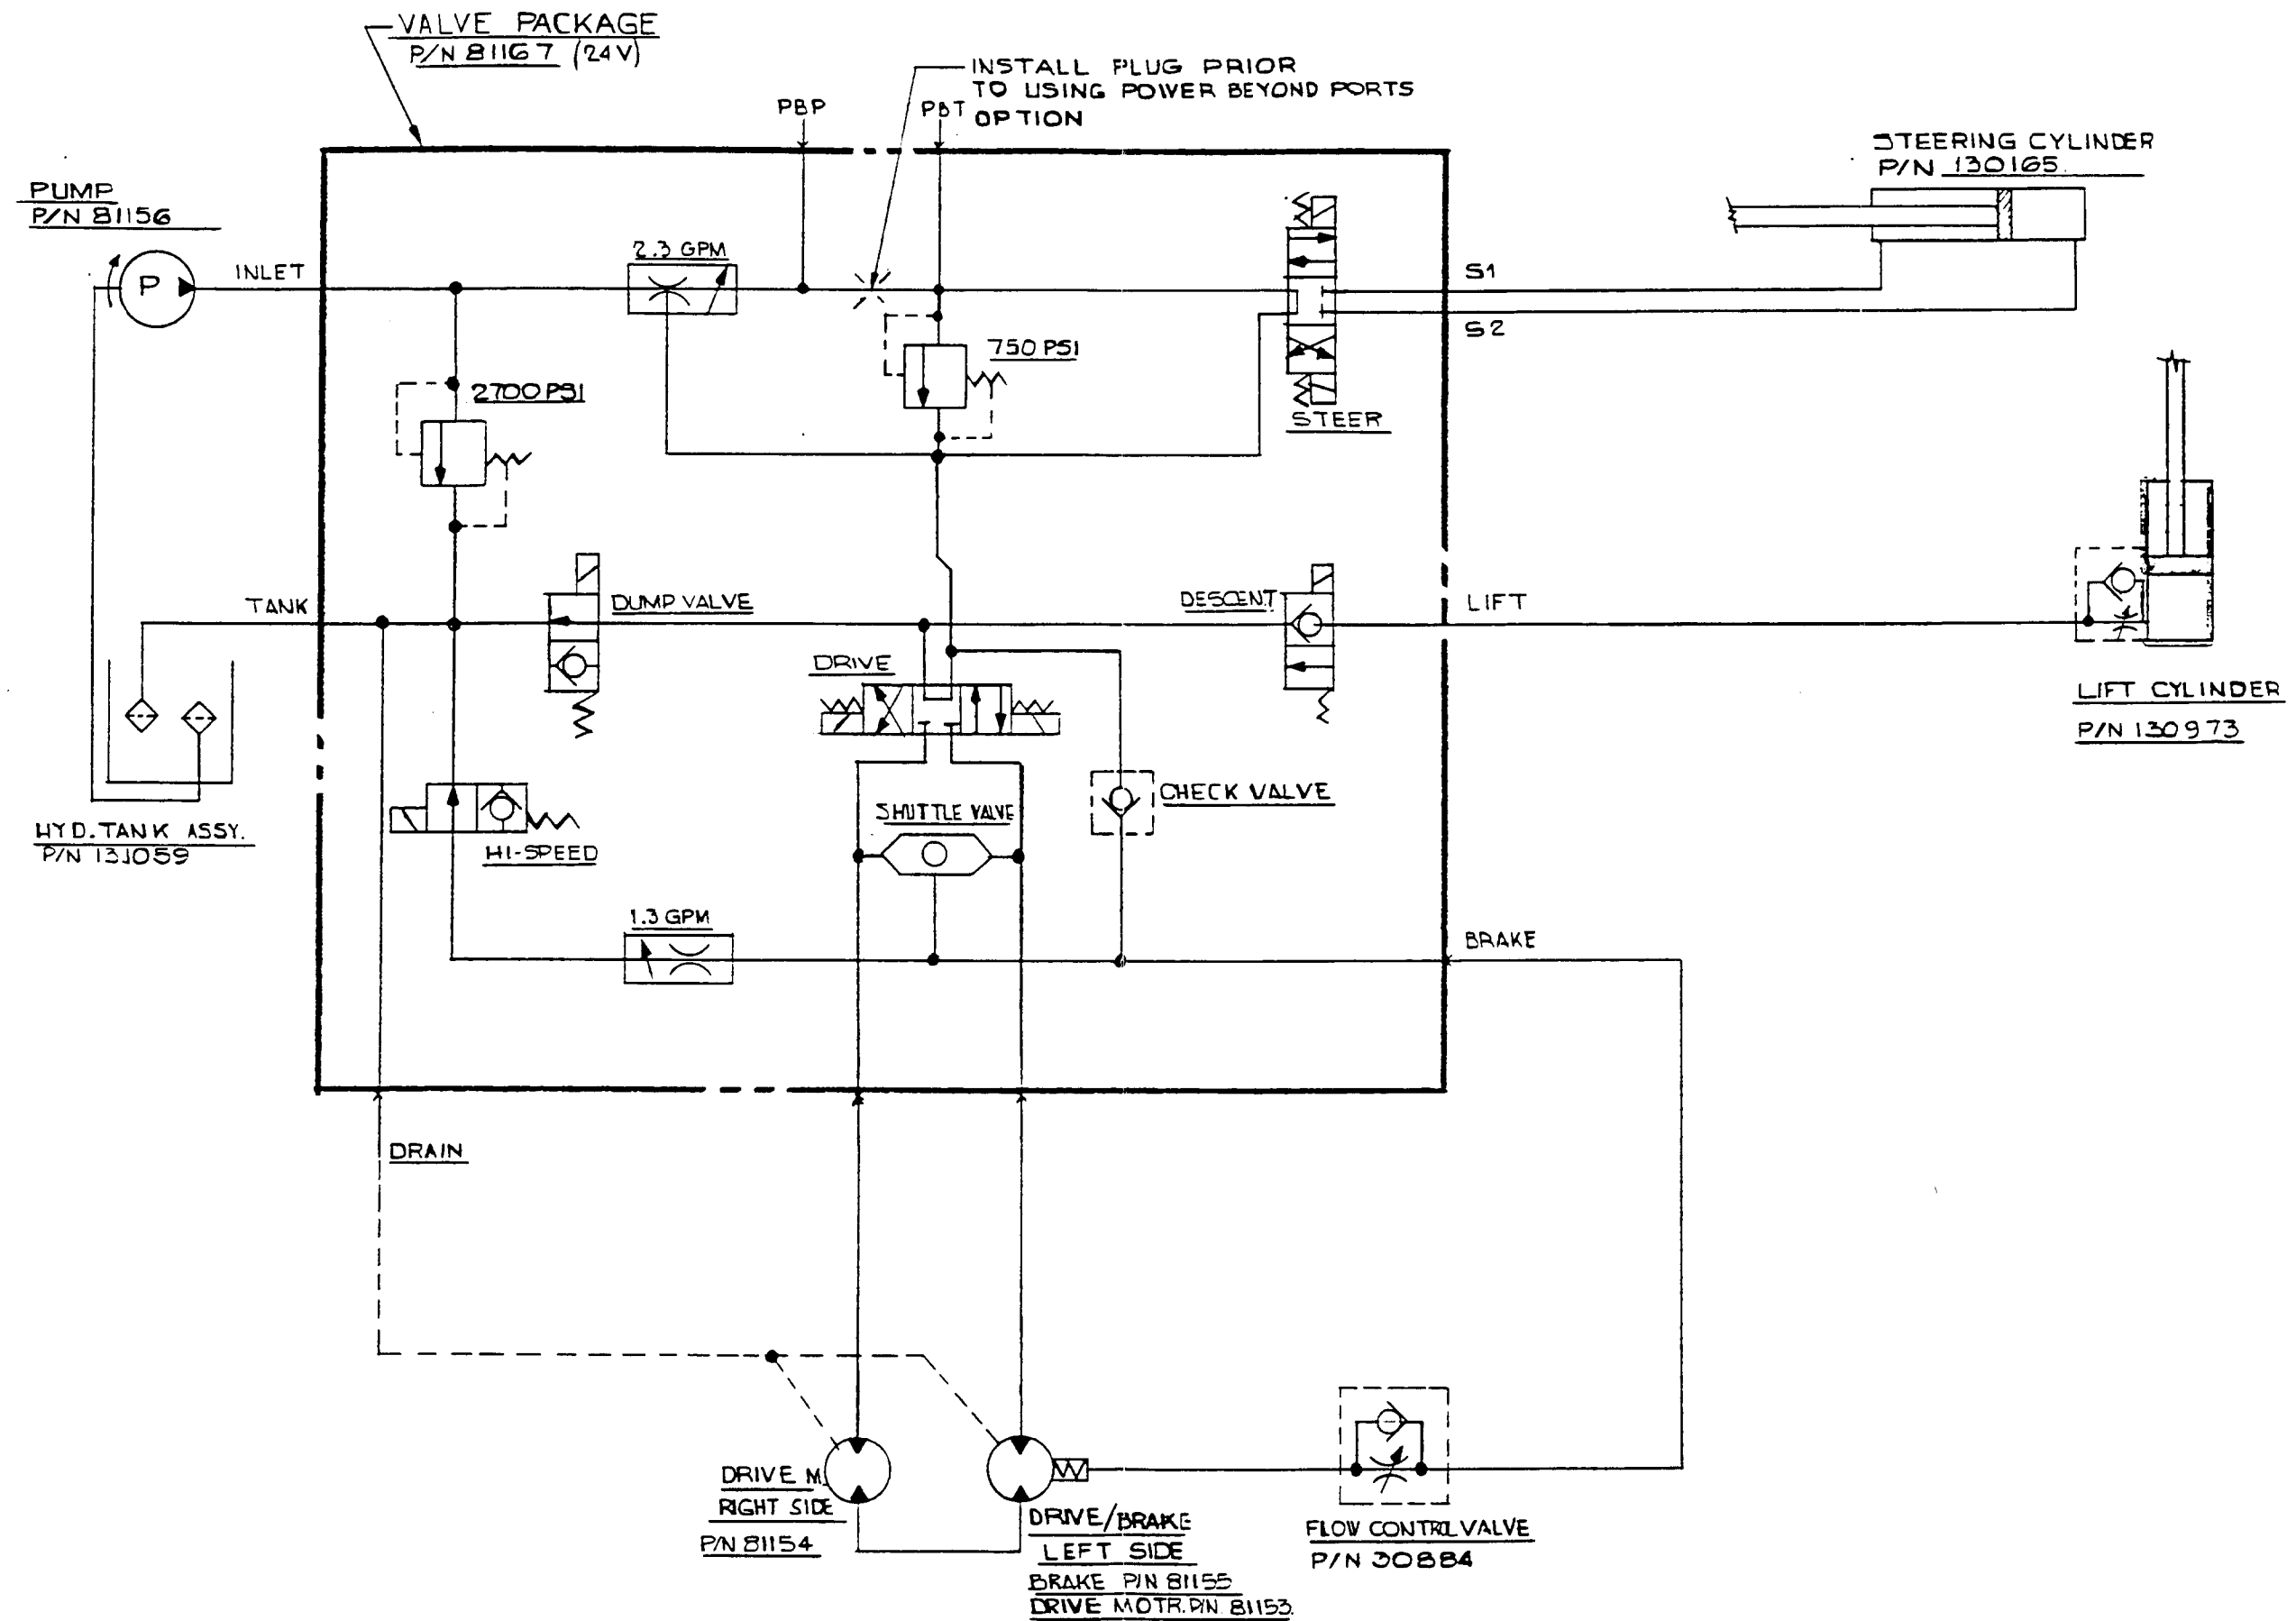 VALVE PACKAGE
P/N 81167 (24V)
INSTALL PLUG PRIOR
TO USING POWER BEYOND PORTS
OPTION
PBP
PBT
STEERING CYLINDER
P/N 130165
PUMP
P/N 81156
P
INLET
2.3 GPM
S1
S2
750 PSI
2700 PSI
STEER
TANK
DUMP VALVE
DESCENT
LIFT
DRIVE
LIFT CYLINDER
P/N 130973
CHECK VALVE
SHUTTLE VALVE
HYD. TANK ASSY.
P/N 131059
HI-SPEED
1.3 GPM
BRAKE
DRAIN
DRIVE M.
RIGHT SIDE
P/N 81154
DRIVE/BRAKE
LEFT SIDE
BRAKE P/N 81155
DRIVE MOTR. P/N. 81153.
FLOW CONTROL VALVE
P/N 30884